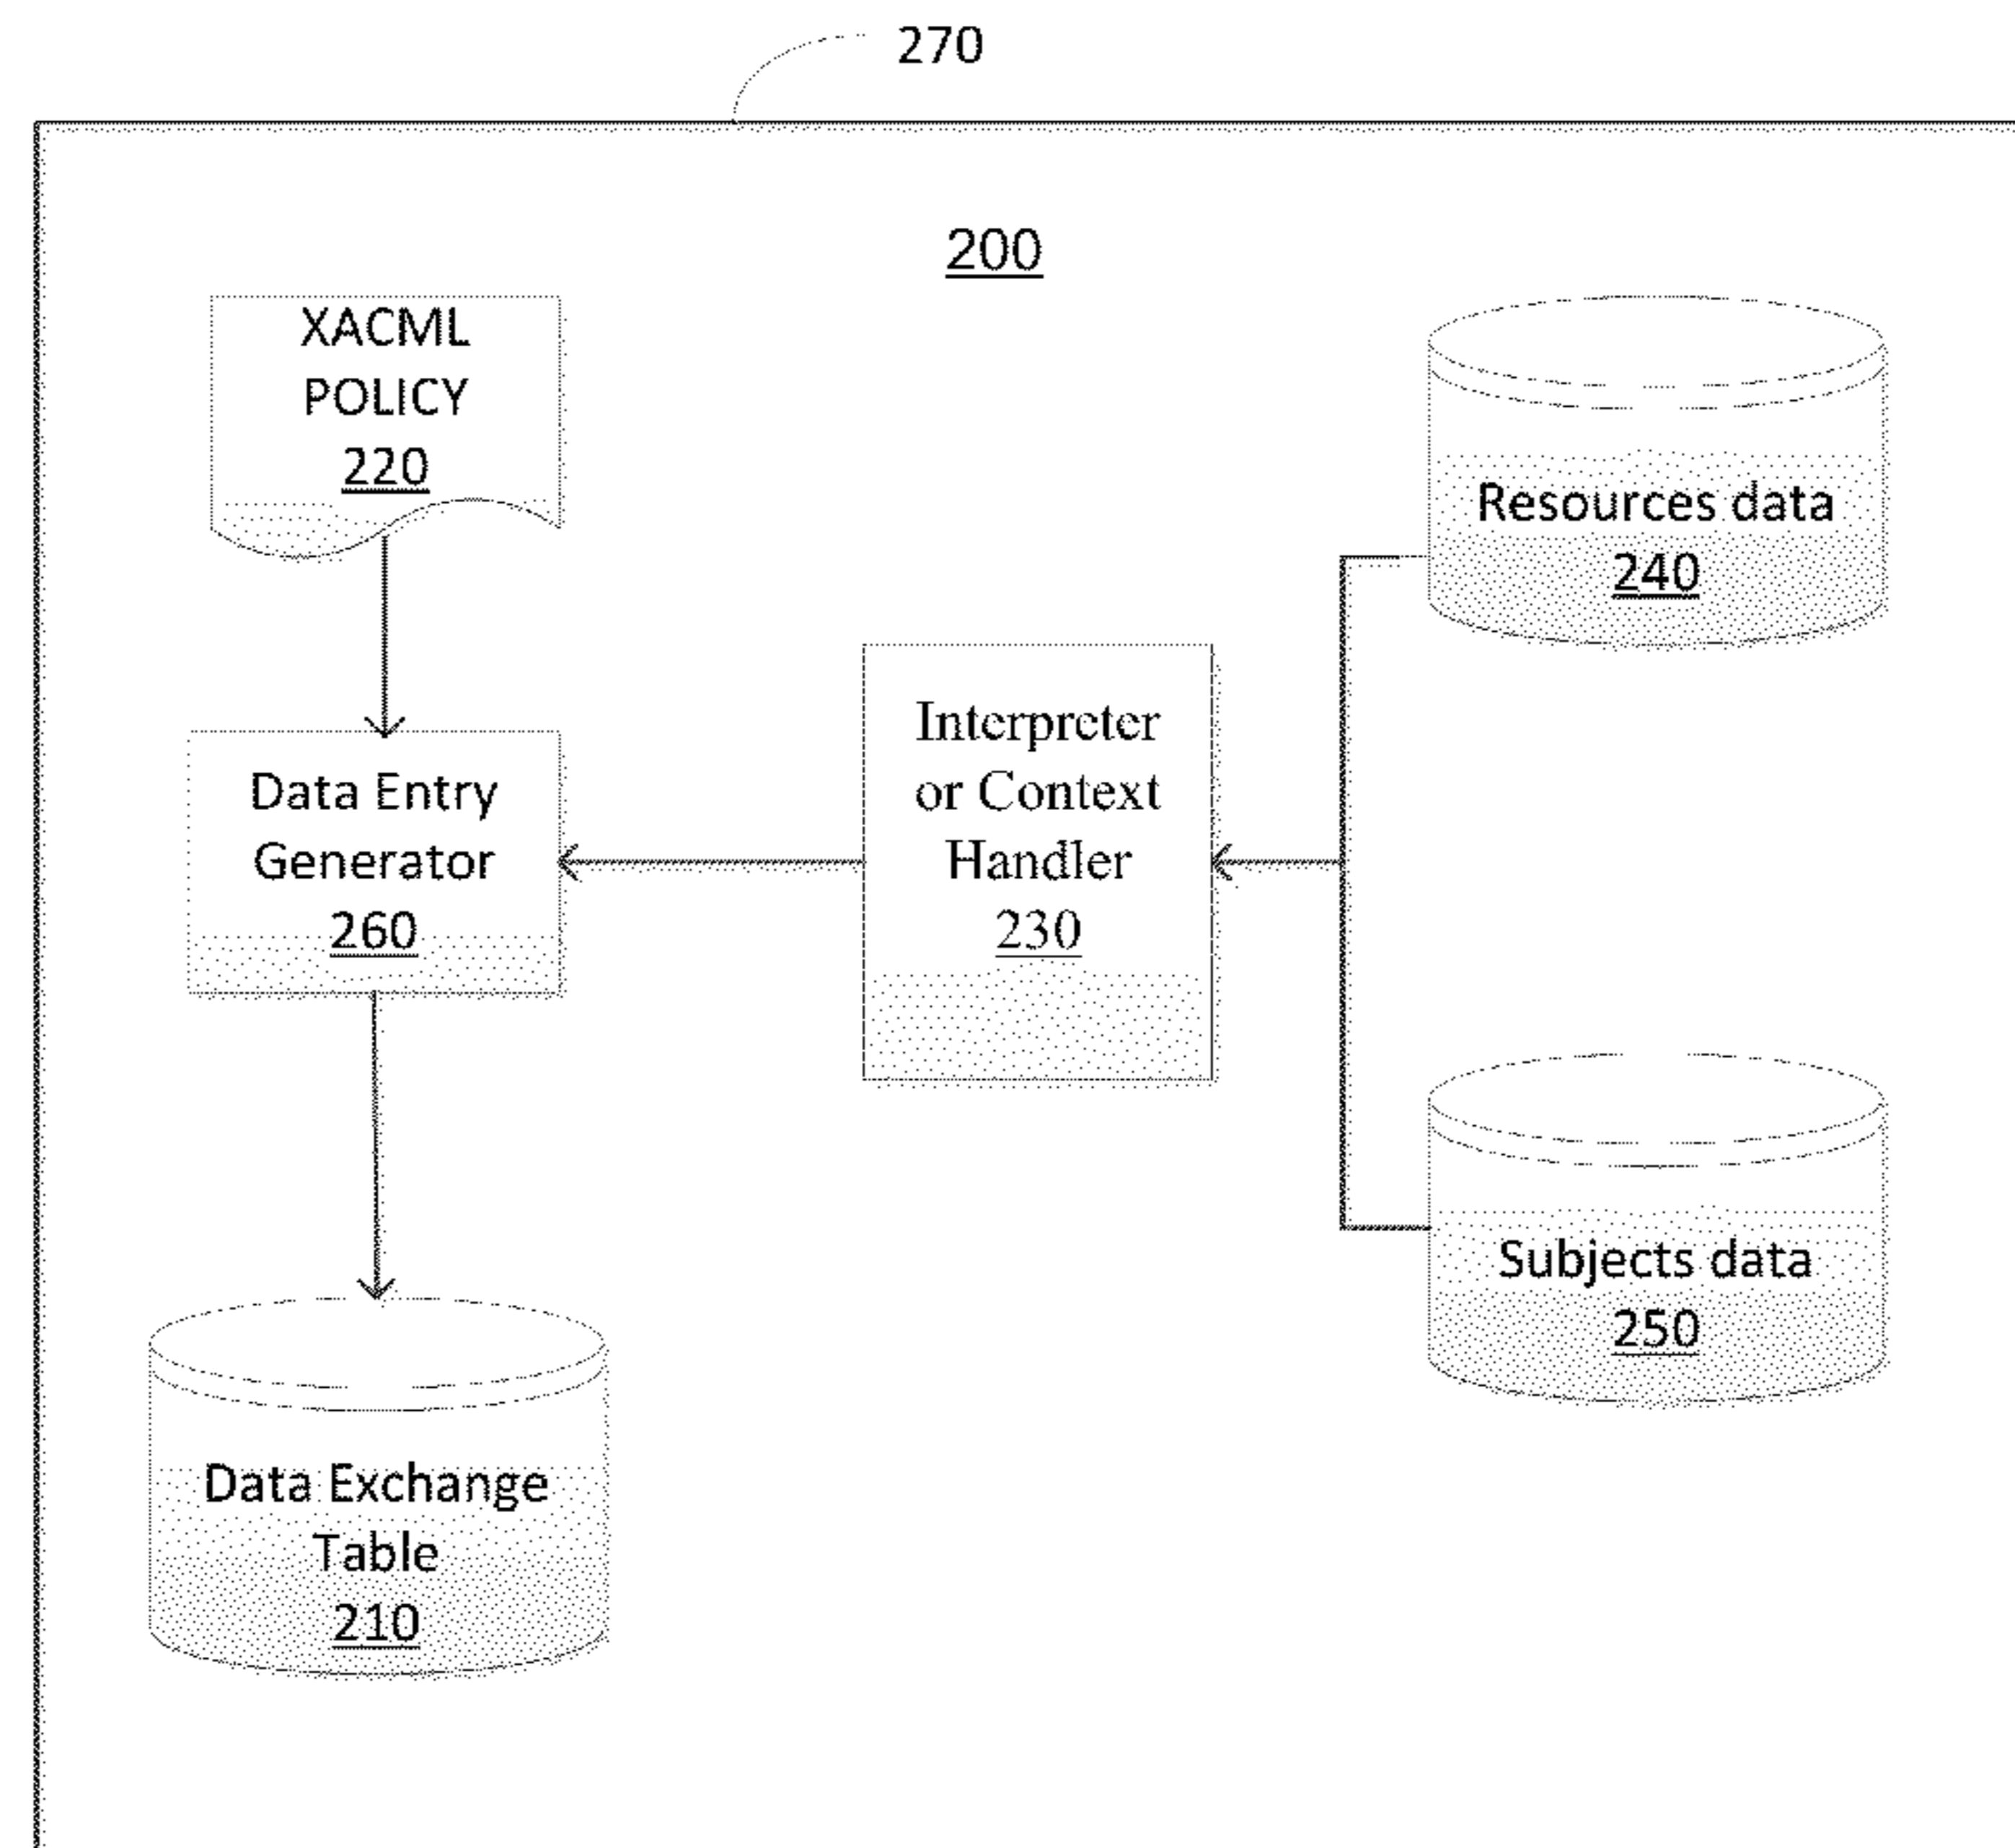 270
200
XACML
POLICY
220
Resources data
240
Interpreter
or Context
Handler
230
Data Entry
Generator
260
Subjects data
250
Data Exchange
Table
210